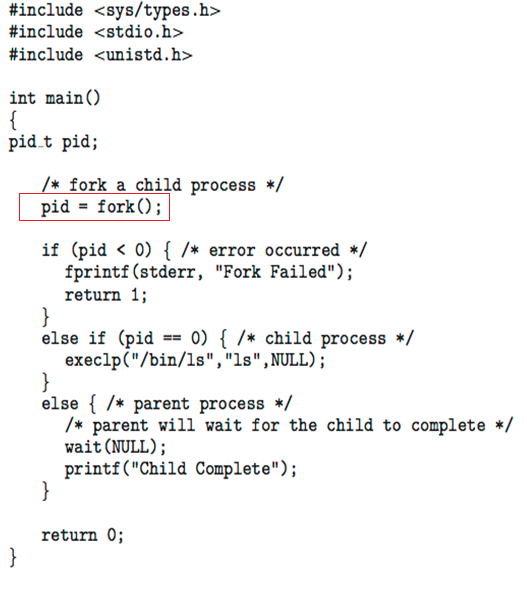 #include <sys/types.h>
#include <stdio.h>
#include <unistd.h>
int main()
{
pid_t pid;
/* fork a child process */
pid = fork();
if (pid < 0) { /* error occurred */
fprintf(stderr, "Fork Failed");
return 1;
}
else if (pid == 0) { /* child process */
execlp("/bin/ls","ls",NULL);
}
else { /* parent process */
/* parent will wait for the child to complete */
wait(NULL);
printf("Child Complete");
}
return 0;
}